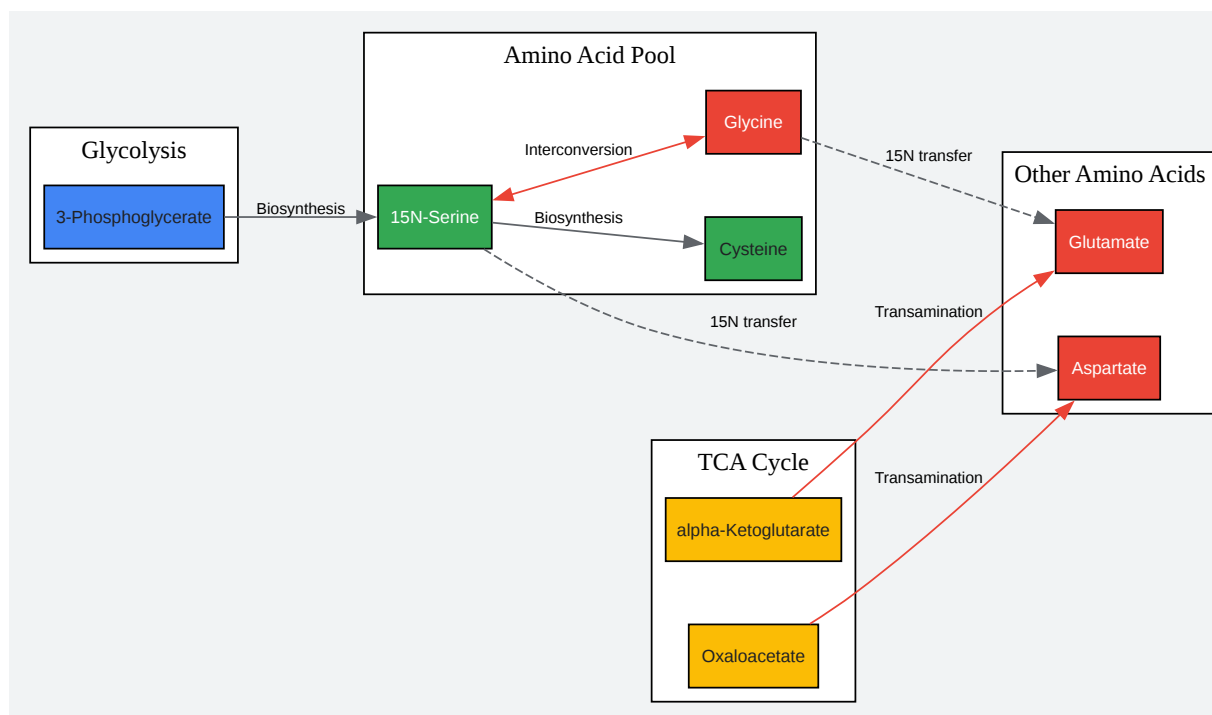 Amino Acid Pool
Glycolysis
Glycine
Interconversion
15N transfer
Other Amino Acids
3-Phosphoglycerate
Biosynthesis
15N-Serine
Biosynthesis
Cysteine
Glutamate
Transamination
15N transfer
Aspartate
TCA Cycle
Transamination
alpha-Ketoglutarate
Oxaloacetate